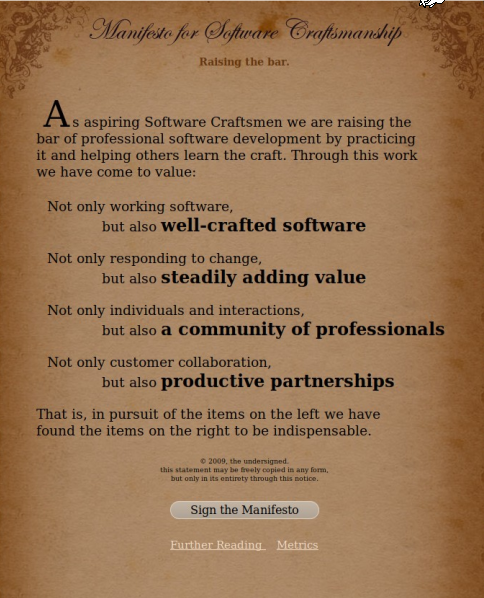 Manifesto for Software Craftsmanship
Raising the bar.
As aspiring Software Craftsmen we are raising the
bar of professional software development by practicing
it and helping others learn the craft. Through this work
we have come to value:
Not only working software,
but also well-crafted software
Not only responding to change,
but also steadily adding value
Not only individuals and interactions,
but also a community of professionals
Not only customer collaboration,
but also productive partnerships
That is, in pursuit of the items on the left we have
found the items on the right to be indispensable.
© 2009, the undersigned.
this statement may be freely copied in any form,
but only in its entirety through this notice.
Sign the Manifesto
Further Reading Metrics